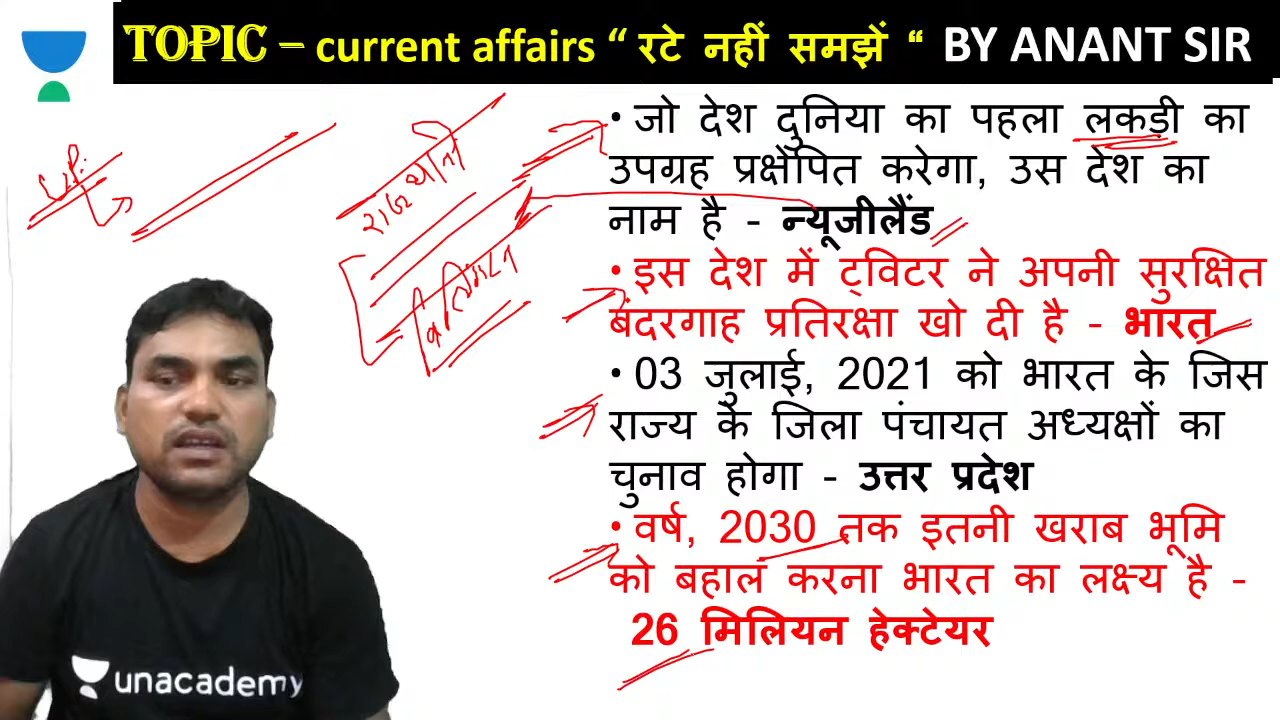 TOPIC – current affairs “ रटे नहीं समझें “ BY ANANT SIR
• जो देश दुनिया का पहला लकड़ी का
उपग्रह प्रक्षेपित करेगा, उस देश का
नाम है - न्यूजीलैंड
• इस देश में ट्विटर ने अपनी सुरक्षित
बंदरगाह प्रतिरक्षा खो दी है - भारत
• 03 जुलाई, 2021 को भारत के जिस
राज्य के जिला पंचायत अध्यक्षों का
चुनाव होगा - उत्तर प्रदेश
• वर्ष, 2030 तक इतनी खराब भूमि
को बहाल करना भारत का लक्ष्य है -
26 मिलियन हेक्टेयर
U.P.
राजधानी
unacademy